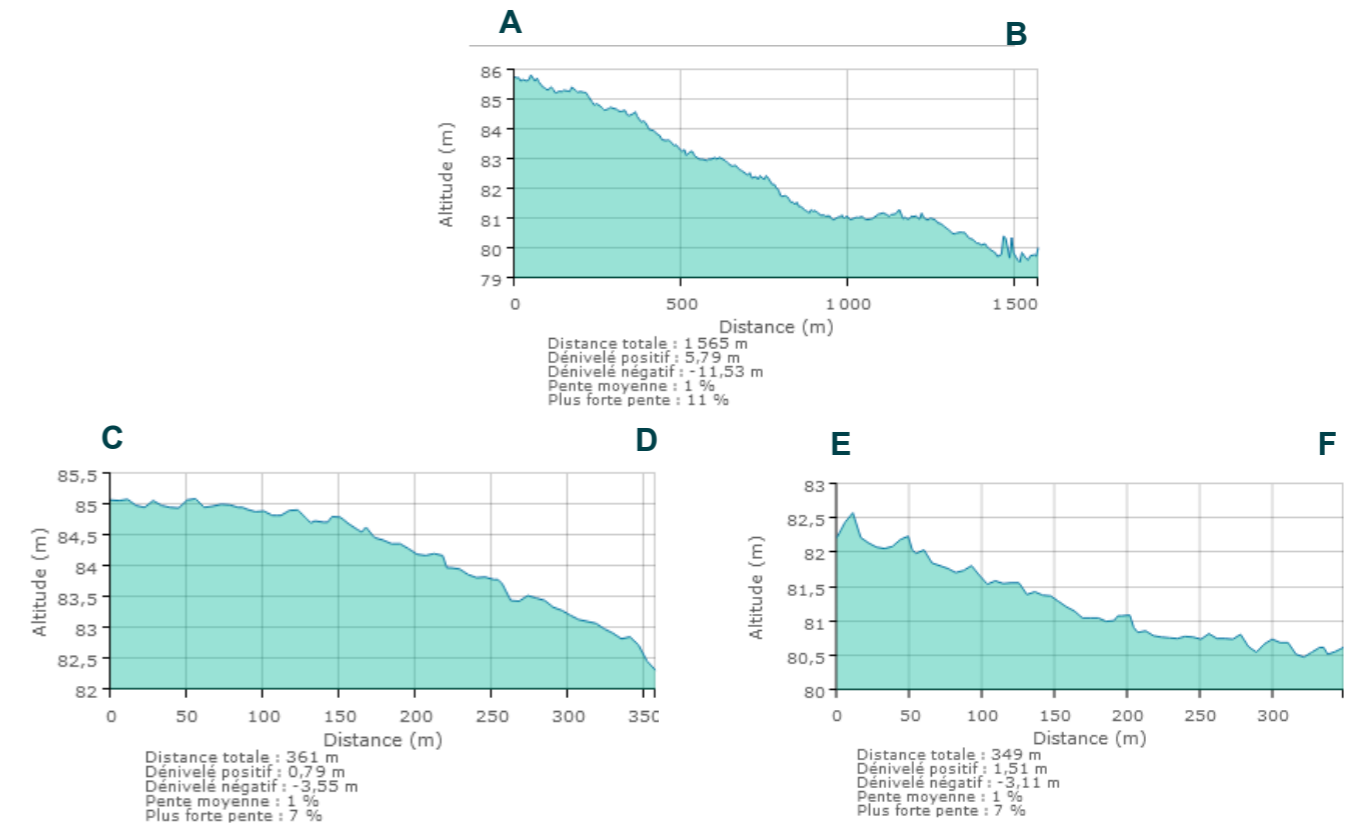 A
B
86
85
84
83
82
81
80
79
Altitude (m)
0 500 1 000 1 500
Distance (m)
Distance totale : 1 565 m
Dénivelé positif : 5,79 m
Dénivelé négatif : -11,53 m
Pente moyenne : 1 %
Plus forte pente : 11 %
C D
85,5
85
84,5
84
83,5
83
82,5
82
Altitude (m)
0 50 100 150 200 250 300 350
Distance (m)
Distance totale : 361 m
Dénivelé positif : 0,79 m
Dénivelé négatif : -3,55 m
Pente moyenne : 1 %
Plus forte pente : 7 %
E F
83
82,5
82
81,5
81
80,5
80
Altitude (m)
0 50 100 150 200 250 300
Distance (m)
Distance totale : 349 m
Dénivelé positif : 1,51 m
Dénivelé négatif : -3,11 m
Pente moyenne : 1 %
Plus forte pente : 7 %